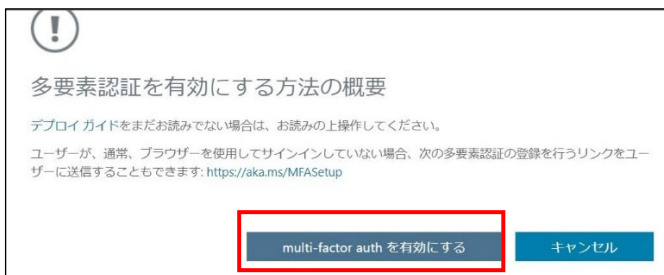 多要素認証を有効にする方法の概要
デプロイ ガイドをまだお読みでない場合は、お読みの上操作してください。
ユーザーが、通常、ブラウザーを使用してサインインしていない場合、次の多要素認証の登録を行うリンクをユー
ザーに送信することもできます: https://aka.ms/MFASetup
multi-factor auth を有効にする
キャンセル